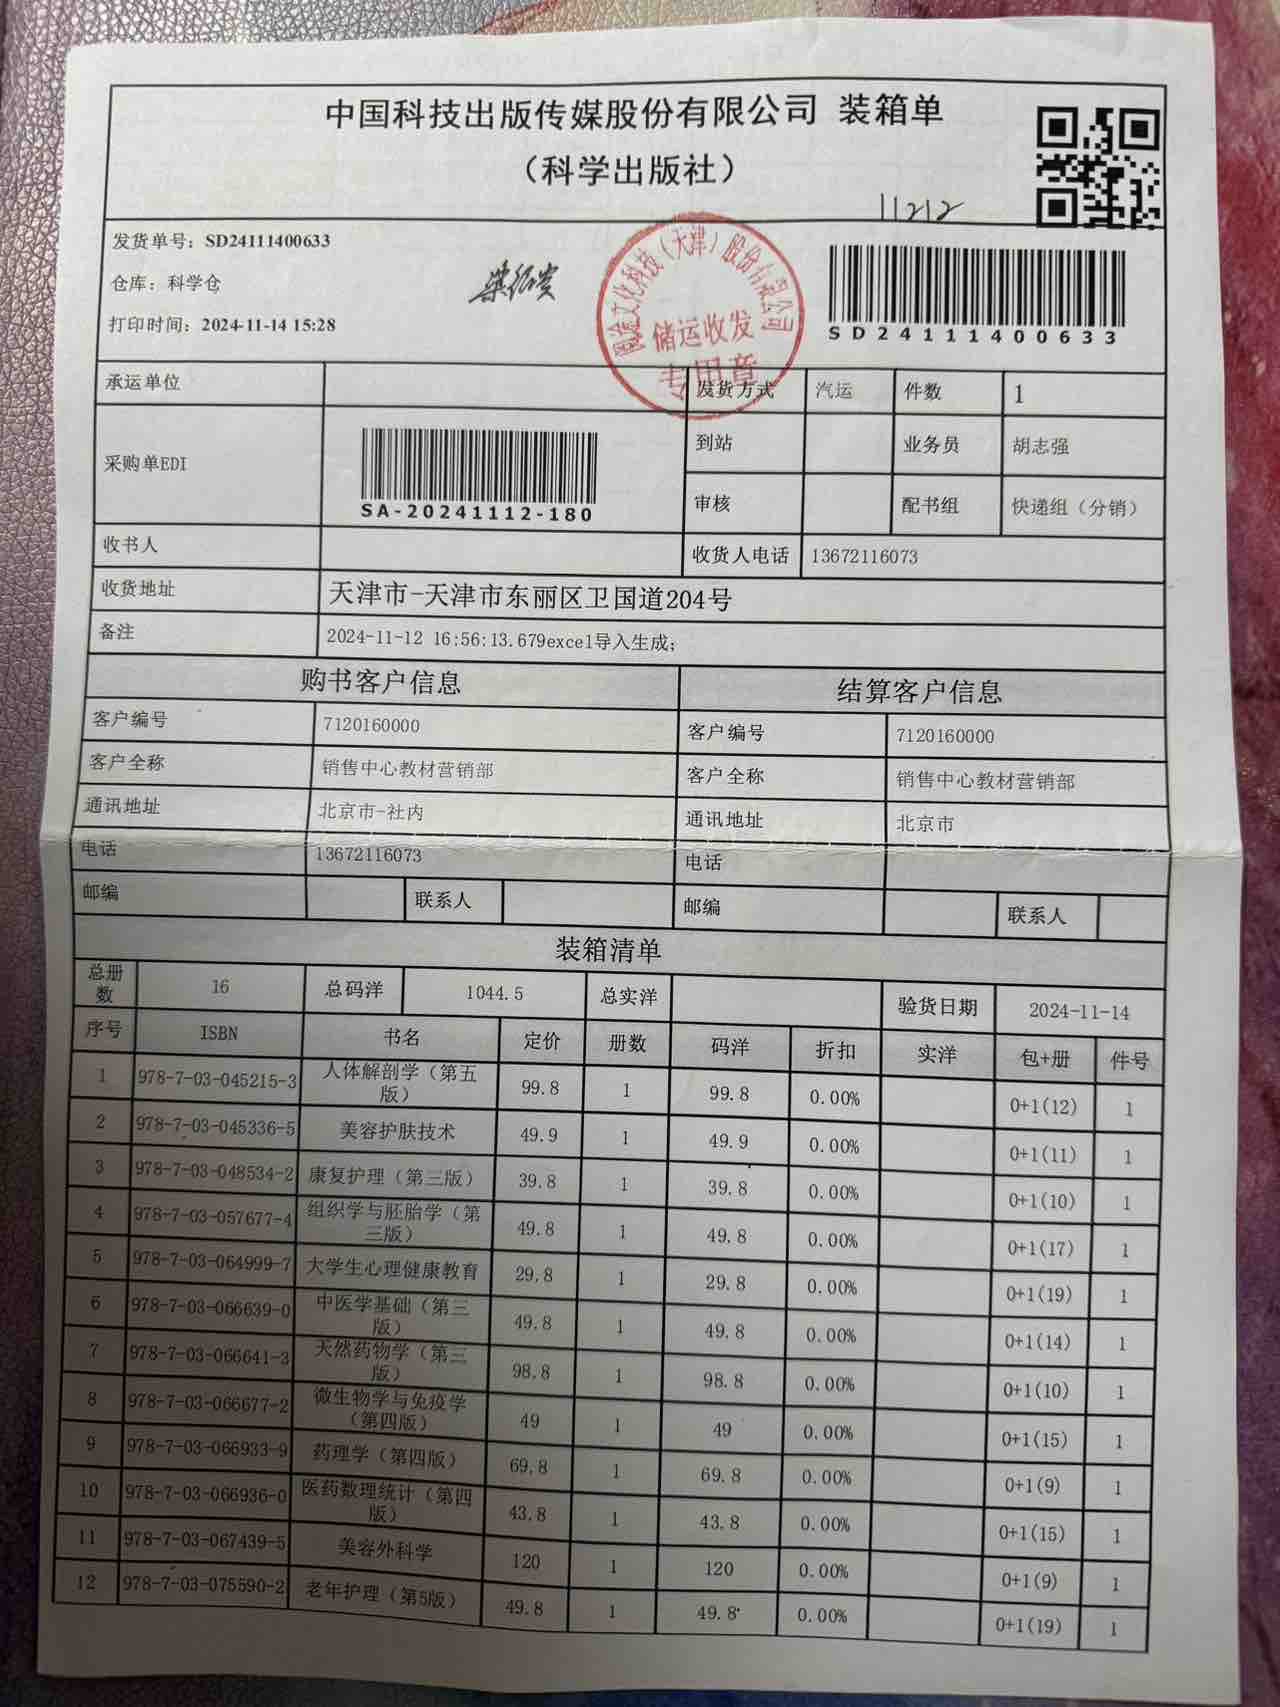 中国科技出版传媒股份有限公司 装箱单
（科学出版社）
11212
发货单号：SD24111400633
仓库：科学仓
打印时间：2024-11-14 15:28
文化科技（天津）股份有限公司
储运收发
专用章
SD24111400633
承运单位 发货方式 汽运 件数 1
采购单EDI SA-20241112-180 到站 业务员 胡志强
审核 配书组 快递组（分销）
收书人 收货人电话 13672116073
收货地址 天津市-天津市东丽区卫国道204号
备注 2024-11-12 16:56:13.679excel导入生成;
购书客户信息 结算客户信息
客户编号 7120160000 客户编号 7120160000
客户全称 销售中心教材营销部 客户全称 销售中心教材营销部
通讯地址 北京市-社内 通讯地址 北京市
电话 13672116073 电话
邮编 联系人 邮编 联系人
装箱清单
总册数 16 总码洋 1044.5 总实洋 验货日期 2024-11-14
序号 ISBN 书名 定价 册数 码洋 折扣 实洋 包+册 件号
1 978-7-03-045215-3 人体解剖学（第五版） 99.8 1 99.8 0.00% 0+1(12) 1
2 978-7-03-045336-5 美容护肤技术 49.9 1 49.9 0.00% 0+1(11) 1
3 978-7-03-048534-2 康复护理（第三版） 39.8 1 39.8 0.00% 0+1(10) 1
4 978-7-03-057677-4 组织学与胚胎学（第三版） 49.8 1 49.8 0.00% 0+1(17) 1
5 978-7-03-064999-7 大学生心理健康教育 29.8 1 29.8 0.00% 0+1(19) 1
6 978-7-03-066639-0 中医学基础（第三版） 49.8 1 49.8 0.00% 0+1(14) 1
7 978-7-03-066641-3 天然药物学（第三版） 98.8 1 98.8 0.00% 0+1(10) 1
8 978-7-03-066677-2 微生物学与免疫学（第四版） 49 1 49 0.00% 0+1(15) 1
9 978-7-03-066933-9 药理学（第四版） 69.8 1 69.8 0.00% 0+1(9) 1
10 978-7-03-066936-0 医药数理统计（第四版） 43.8 1 43.8 0.00% 0+1(15) 1
11 978-7-03-067439-5 美容外科学 120 1 120 0.00% 0+1(9) 1
12 978-7-03-075590-2 老年护理（第5版） 49.8 1 49.8 0.00% 0+1(19) 1